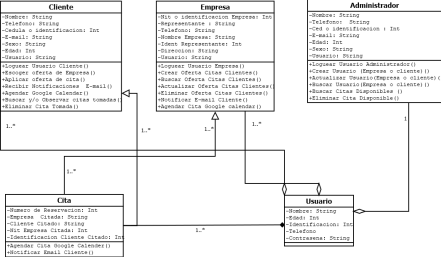 Cliente
-Nombre: String
-Telefono: String
-Cedula o identificacion: Int
-E-mail: String
-Sexo: String
-Edad: Int
-Usuario: String
+Loguear Usuario Cliente()
+Escoger oferta de Empresa()
+Aplicar oferta de cita()
+Recibir Notificaciones E-mail()
+Agendar Google Calendar()
+Buscar y/o Observar citas tomadas()
+Eliminar Cita Tomada()
Empresa
-Nit o identificacion Empresa: Int
-Representante : String
-Telefono: String
-Nombre Empresa: String
-Ident Representante: Int
-Direccion: String
-Usuario: String
+Loguear Usuario Empresa()
+Crear Oferta Citas Clientes()
+Buscar Oferta Citas Clientes()
+Actualizar Oferta Citas Clientes()
+Eliminar Oferta Citas Clientes()
+Notificar E-mail Cliente()
+Agendar Cita Google calendar()
Administrador
-Nombre: String
-Telefono: String
-Ced o identificacion : Int
-E-mail: String
-Edad: Int
-Sexo: String
-Usuario: String
+Loguear Usuario Administrador()
+Crear Usuario (Empresa o cliente)()
+Actualizar Usuario(Empresa o cliente)()
+Buscar Usuario(Empresa o cliente)()
+Buscar Citas Disponibles ()
+Eliminar Cita Disponible()
1..*
1..*
1..*
1
1..*
1..*
Cita
-Numero de Reservacion: Int
-Empresa Citada: String
-Cliente Citado: String
-Nit Empresa Citada: Int
-Identificacion Cliente Citado: Int
+Agendar Cita Google Calender()
+Notificar Email Cliente()
Usuario
-Nombre: String
-Edad: Int
-Identificacion: Int
-Telefono
-Contrasena: String